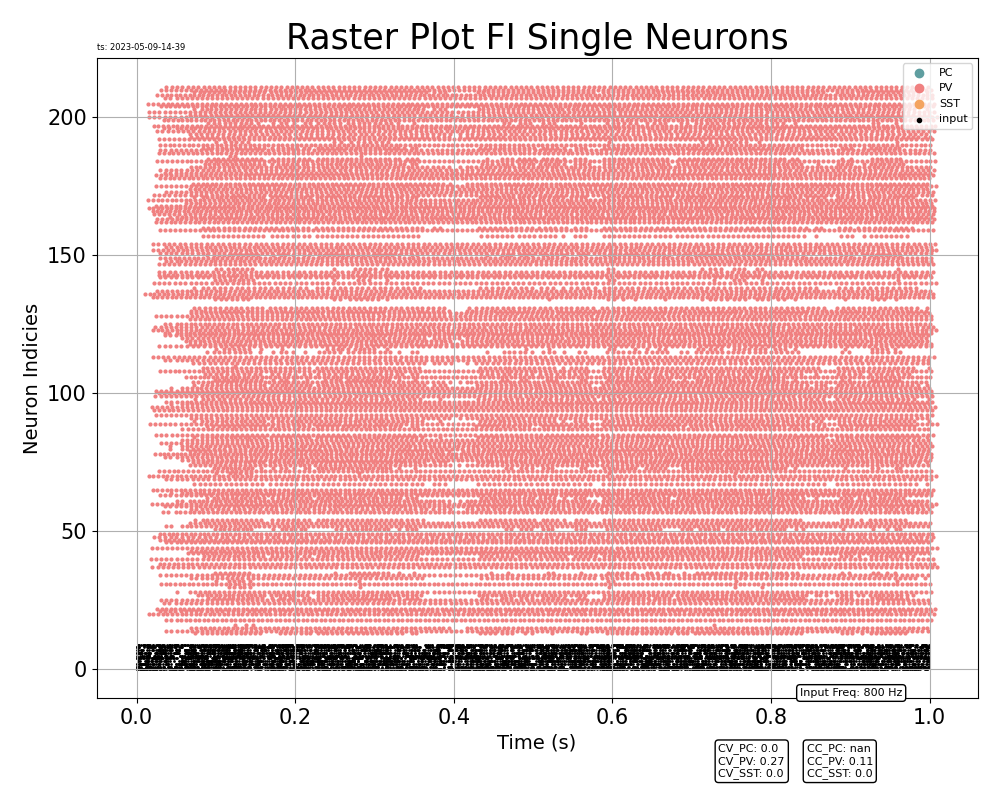 Raster Plot FI Single Neurons
ts: 2023-05-09-14-39
PC
PV
SST
input
200
150
100
50
0
Neuron Indicies
0.0 0.2 0.4 0.6 0.8 1.0
Time (s)
Input Freq: 800 Hz
CV_PC: 0.0
CV_PV: 0.27
CV_SST: 0.0
CC_PC: nan
CC_PV: 0.11
CC_SST: 0.0